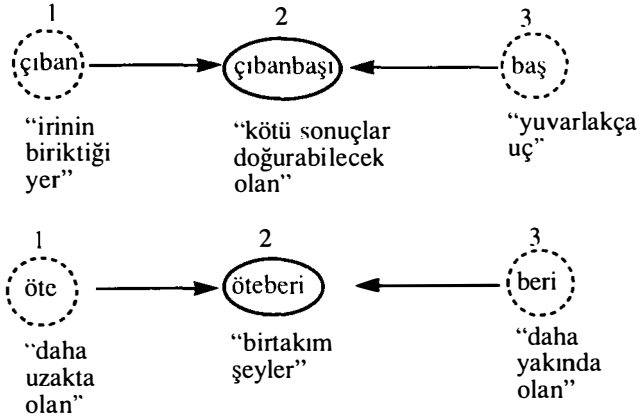 1
2
3
çıban
çıbanbaşı
baş
“irinin
biriktiği
yer”
“kötü sonuçlar
doğurabilecek
olan”
“yuvarlakça
uç”
1
2
3
öte
öteberi
beri
“daha
uzakta
olan”
“birtakım
şeyler”
“daha
yakında
olan”